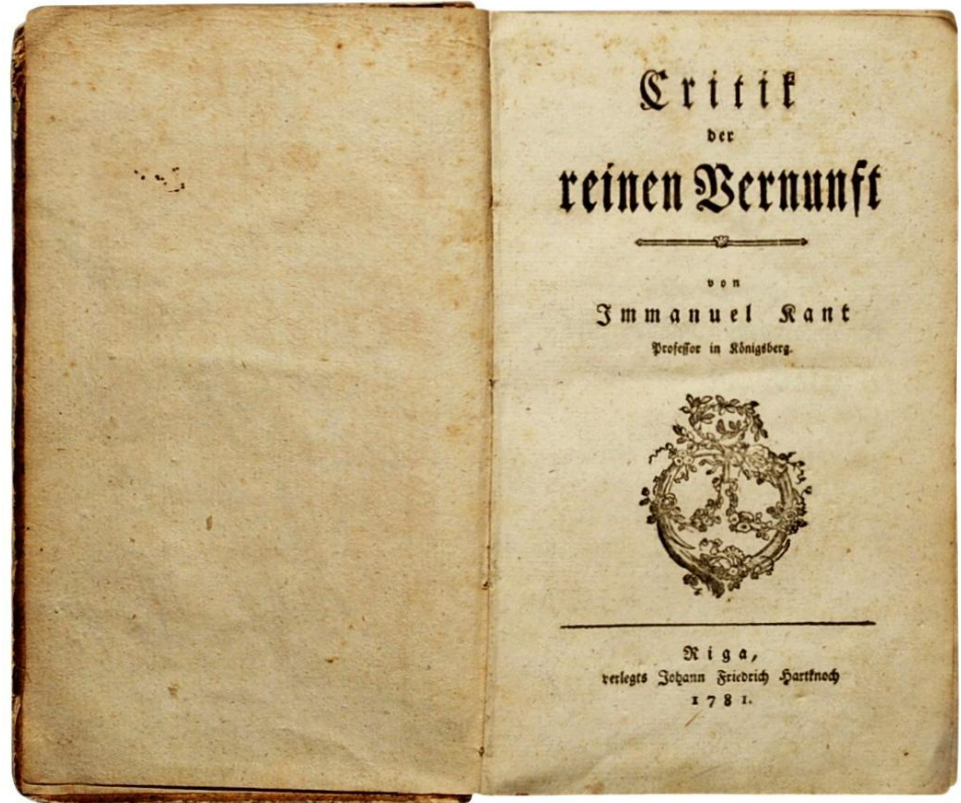 Critik
der
reinen Vernunft
von
Immanuel Kant
Professor in Königsberg.
Riga,
verlegts Johann Friedrich Hartknoch
1781.